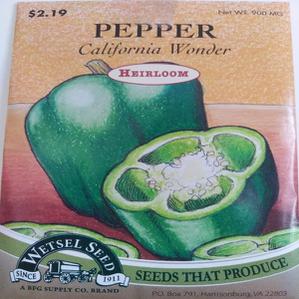 $2.19
Net Wt. 900 MG
PEPPER
California Wonder
HEIRLOOM
WETSEL SEED
SINCE 1911
A BFG SUPPLY CO. BRAND
SEEDS THAT PRODUCE
P.O. Box 791, Harrisonburg, VA 22803